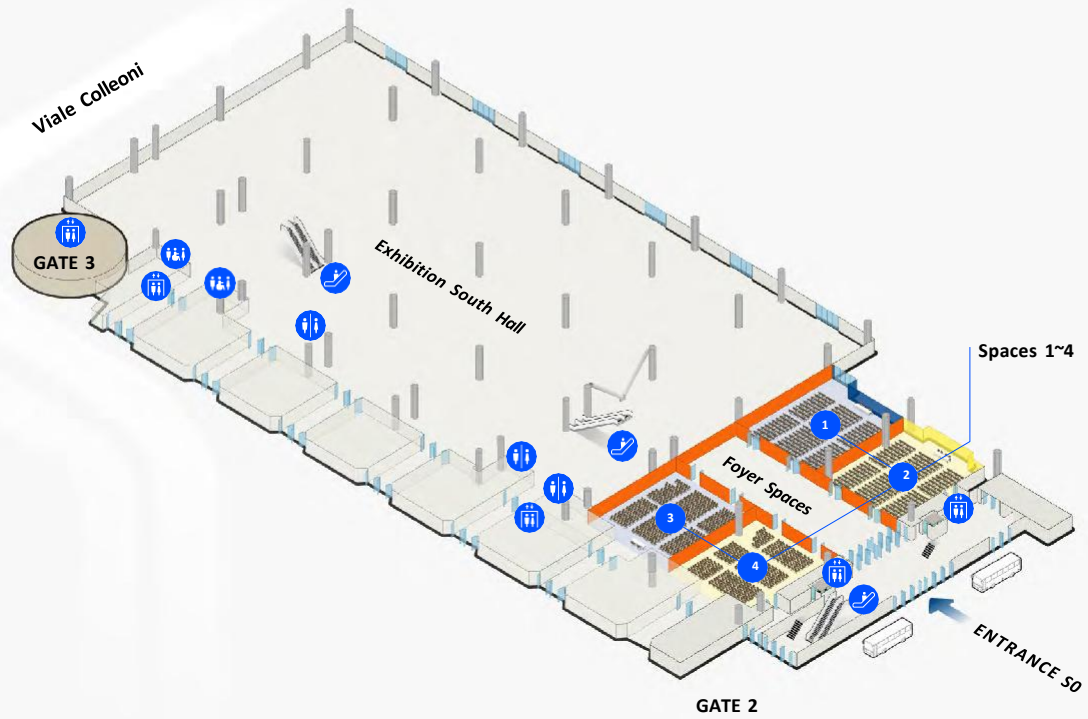 Viale Colleoni
GATE 3
Exhibition South Hall
Spaces 1~4
1
2
Foyer Spaces
3
4
ENTRANCE S0
GATE 2